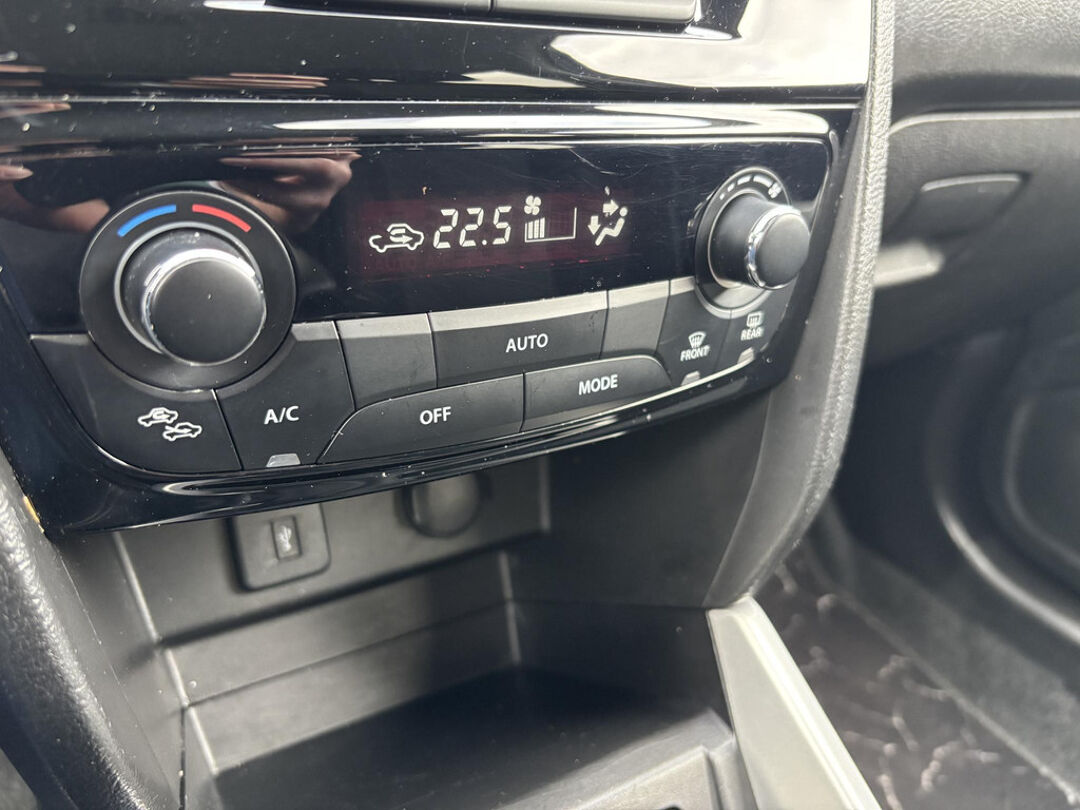 22.5
AUTO
FRONT
REAR
A/C
OFF
MODE